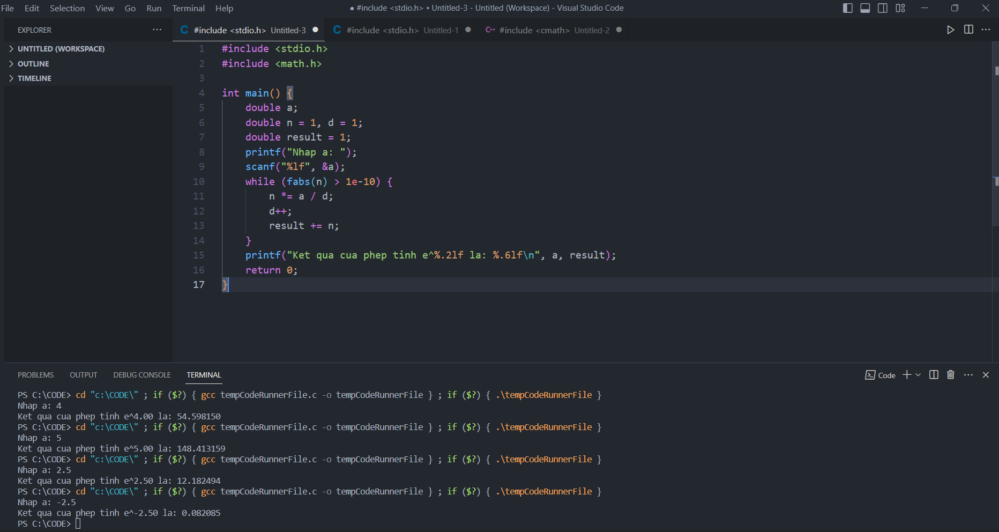 File Edit Selection View Go Run Terminal Help
● #include <stdio.h> • Untitled-3 - Untitled (Workspace) - Visual Studio Code
EXPLORER ···
UNTITLED (WORKSPACE)
OUTLINE
TIMELINE
C #include <stdio.h> Untitled-3 ● C #include <stdio.h> Untitled-1 ● C++ #include <cmath> Untitled-2 ●
1 #include <stdio.h>
2 #include <math.h>
3
4 int main() {
5     double a;
6     double n = 1, d = 1;
7     double result = 1;
8     printf("Nhap a: ");
9     scanf("%lf", &a);
10     while (fabs(n) > 1e-10) {
11         n *= a / d;
12         d++;
13         result += n;
14     }
15     printf("Ket qua cua phep tinh e^%.2lf la: %.6lf\n", a, result);
16     return 0;
17 }
PROBLEMS OUTPUT DEBUG CONSOLE TERMINAL
Code
PS C:\CODE> cd "c:\CODE\" ; if ($?) { gcc tempCodeRunnerFile.c -o tempCodeRunnerFile } ; if ($?) { .\tempCodeRunnerFile }
Nhap a: 4
Ket qua cua phep tinh e^4.00 la: 54.598150
PS C:\CODE> cd "c:\CODE\" ; if ($?) { gcc tempCodeRunnerFile.c -o tempCodeRunnerFile } ; if ($?) { .\tempCodeRunnerFile }
Nhap a: 5
Ket qua cua phep tinh e^5.00 la: 148.413159
PS C:\CODE> cd "c:\CODE\" ; if ($?) { gcc tempCodeRunnerFile.c -o tempCodeRunnerFile } ; if ($?) { .\tempCodeRunnerFile }
Nhap a: 2.5
Ket qua cua phep tinh e^2.50 la: 12.182494
PS C:\CODE> cd "c:\CODE\" ; if ($?) { gcc tempCodeRunnerFile.c -o tempCodeRunnerFile } ; if ($?) { .\tempCodeRunnerFile }
Nhap a: -2.5
Ket qua cua phep tinh e^-2.50 la: 0.082085
PS C:\CODE>